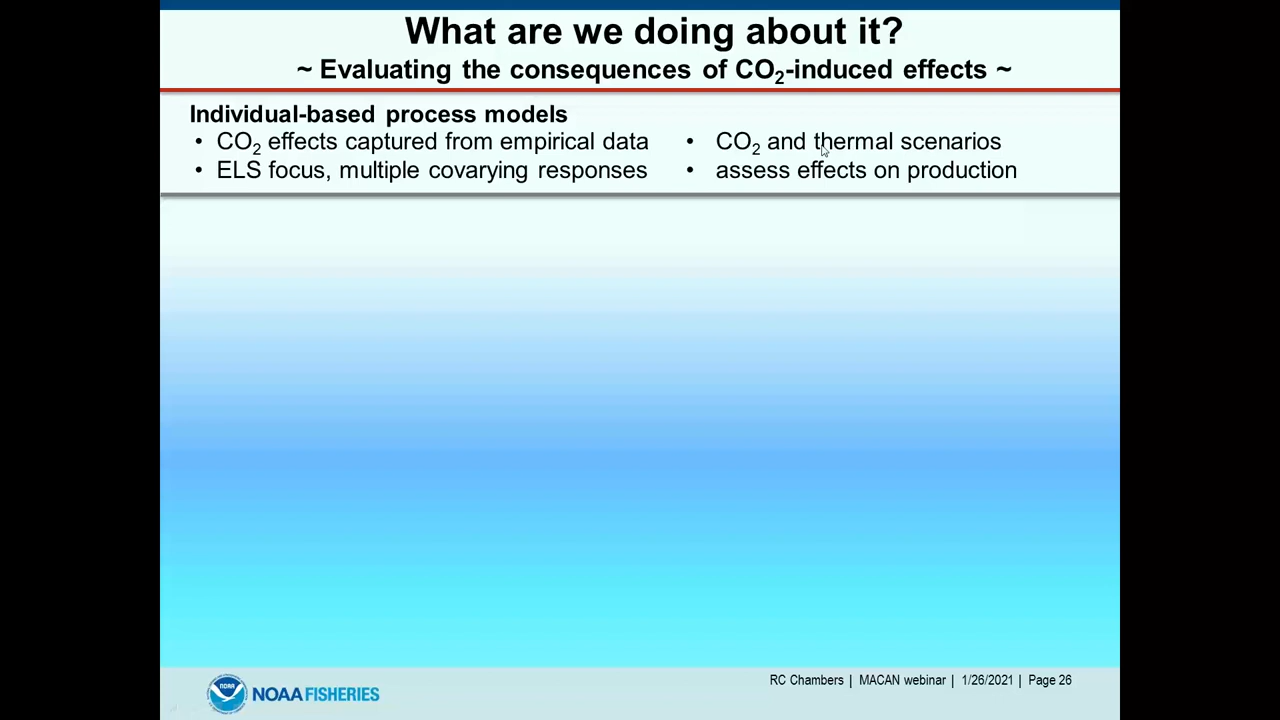 What are we doing about it?
~ Evaluating the consequences of CO₂-induced effects ~
Individual-based process models
• CO₂ effects captured from empirical data
• ELS focus, multiple covarying responses
• CO₂ and thermal scenarios
• assess effects on production
NOAA
NOAA FISHERIES
RC Chambers | MACAN webinar | 1/26/2021 | Page 26